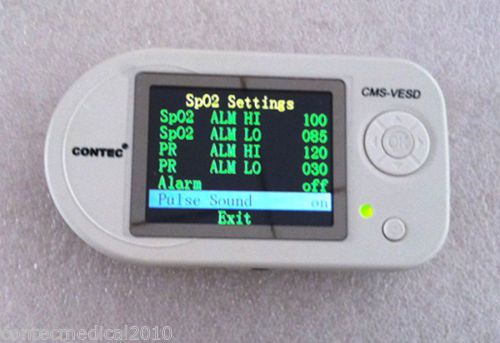 CMS-VESD
CONTEC
SpO2 Settings
SpO2 ALM HI 100
SpO2 ALM LO 085
PR ALM HI 120
PR ALM LO 030
Alarm off
Pulse Sound on
Exit
OK
contecmedical2010